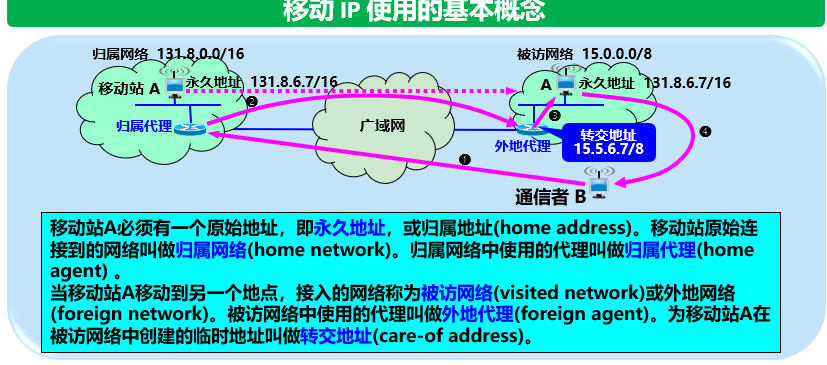 移动 IP 使用的基本概念
归属网络 131.8.0.0/16
被访网络 15.0.0.0/8
移动站 A
永久地址 131.8.6.7/16
A
永久地址 131.8.6.7/16
❷
归属代理
广域网
❸
外地代理
转交地址
15.5.6.7/8
❹
❶
通信者 B
移动站A必须有一个原始地址，即永久地址，或归属地址(home address)。移动站原始连
接到的网络叫做归属网络(home network)。归属网络中使用的代理叫做归属代理(home
agent) 。
当移动站A移动到另一个地点，接入的网络称为被访网络(visited network)或外地网络
(foreign network)。被访网络中使用的代理叫做外地代理(foreign agent)。为移动站A在
被访网络中创建的临时地址叫做转交地址(care-of address)。